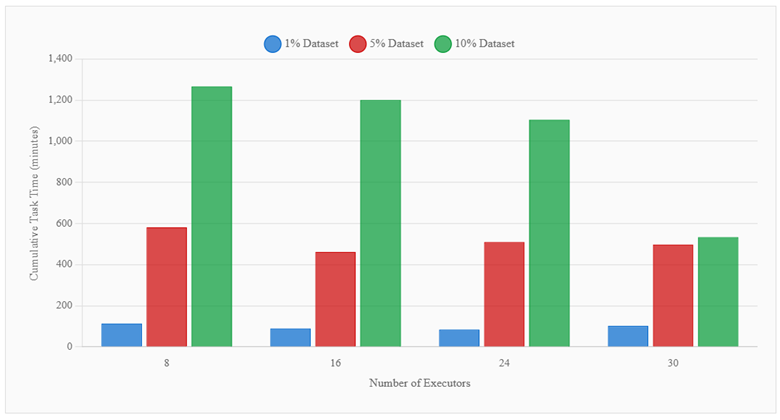 1% Dataset 5% Dataset 10% Dataset
1,400
1,200
1,000
800
600
400
200
0
Cumulative Task Time (minutes)
8 16 24 30
Number of Executors